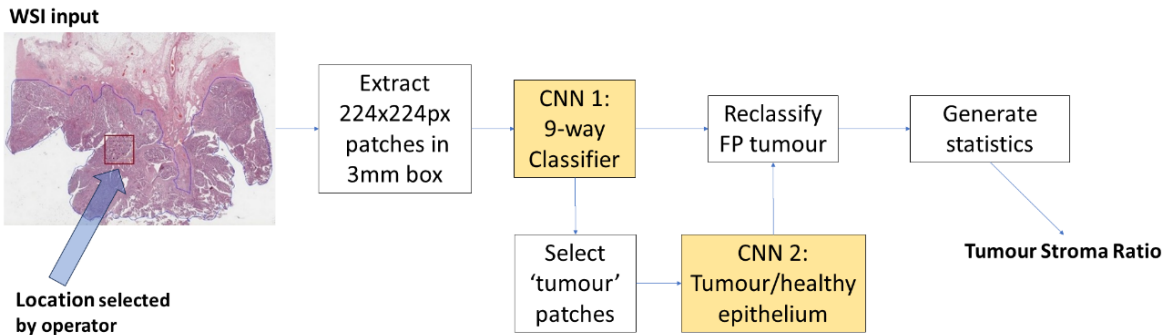 WSI input
Location selected
by operator
Extract
224x224px
patches in
3mm box
CNN 1:
9-way
Classifier
Select
‘tumour’
patches
CNN 2:
Tumour/healthy
epithelium
Reclassify
FP tumour
Generate
statistics
Tumour Stroma Ratio